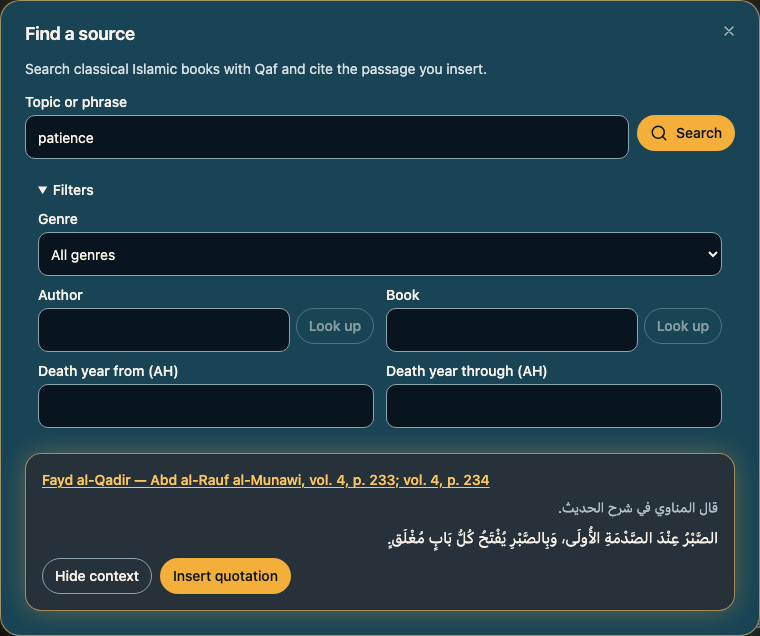 Find a source
×
Search classical Islamic books with Qaf and cite the passage you insert.
Topic or phrase
patience
Search
▼ Filters
Genre
All genres
Author
Book
Look up
Look up
Death year from (AH)
Death year through (AH)
Fayd al-Qadir — Abd al-Rauf al-Munawi, vol. 4, p. 233; vol. 4, p. 234
قال المناوي في شرح الحديث.
الصَّبْرُ عِنْدَ الصَّدْمَةِ الأُولَى، وَبِالصَّبْرِ يُفْتَحُ كُلُّ بَابٍ مُغْلَقٍ.
Hide context
Insert quotation